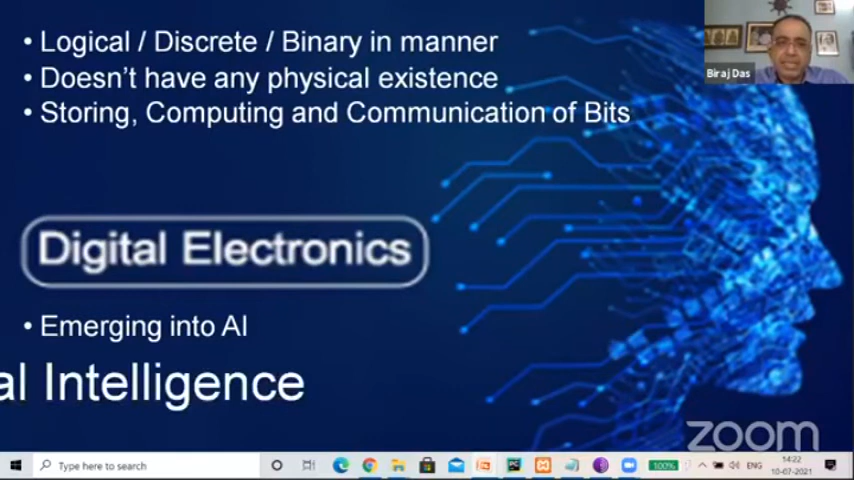 • Logical / Discrete / Binary in manner
• Doesn't have any physical existence
Biraj Das
• Storing, Computing and Communication of Bits
Digital Electronics
• Emerging into AI
al Intelligence
zoom
Type here to search
100%
ENG
14:22
10-07-2021